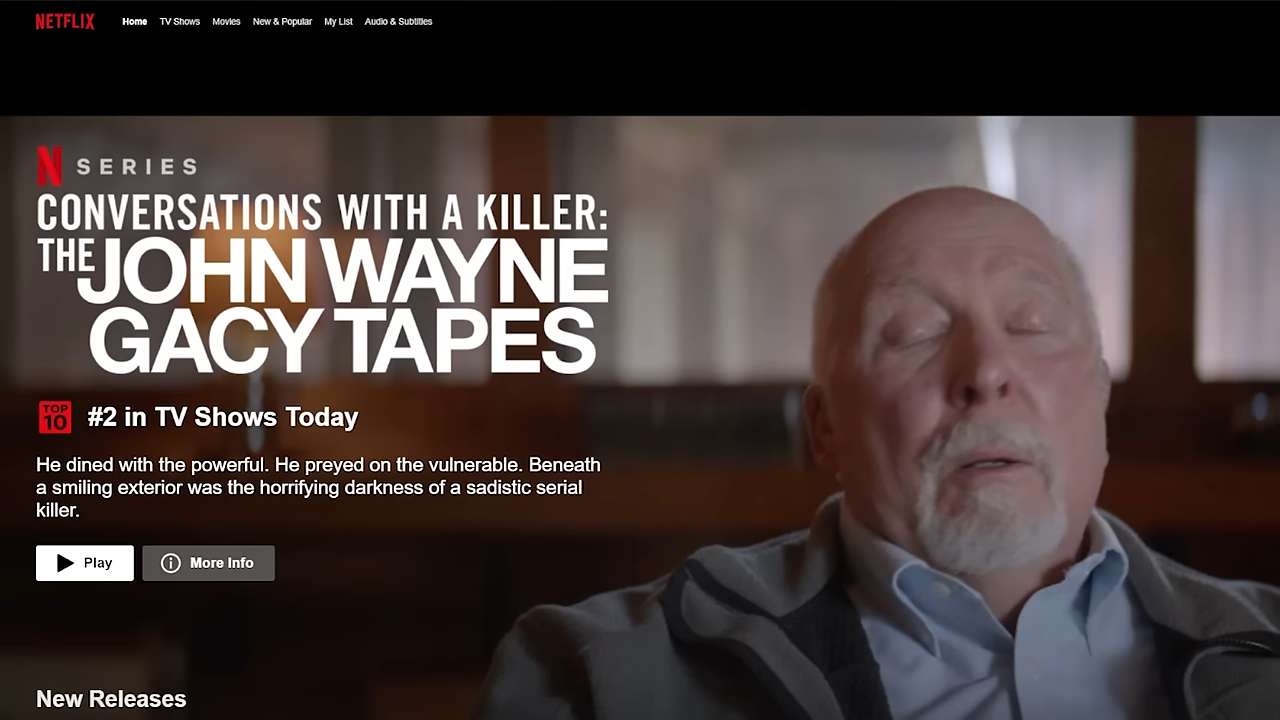 NETFLIX Home TV Shows Movies New & Popular My List Audio & Subtitles
N SERIES
CONVERSATIONS WITH A KILLER:
THE JOHN WAYNE
GACY TAPES
TOP 10 #2 in TV Shows Today
He dined with the powerful. He preyed on the vulnerable. Beneath
a smiling exterior was the horrifying darkness of a sadistic serial
killer.
Play More Info
New Releases